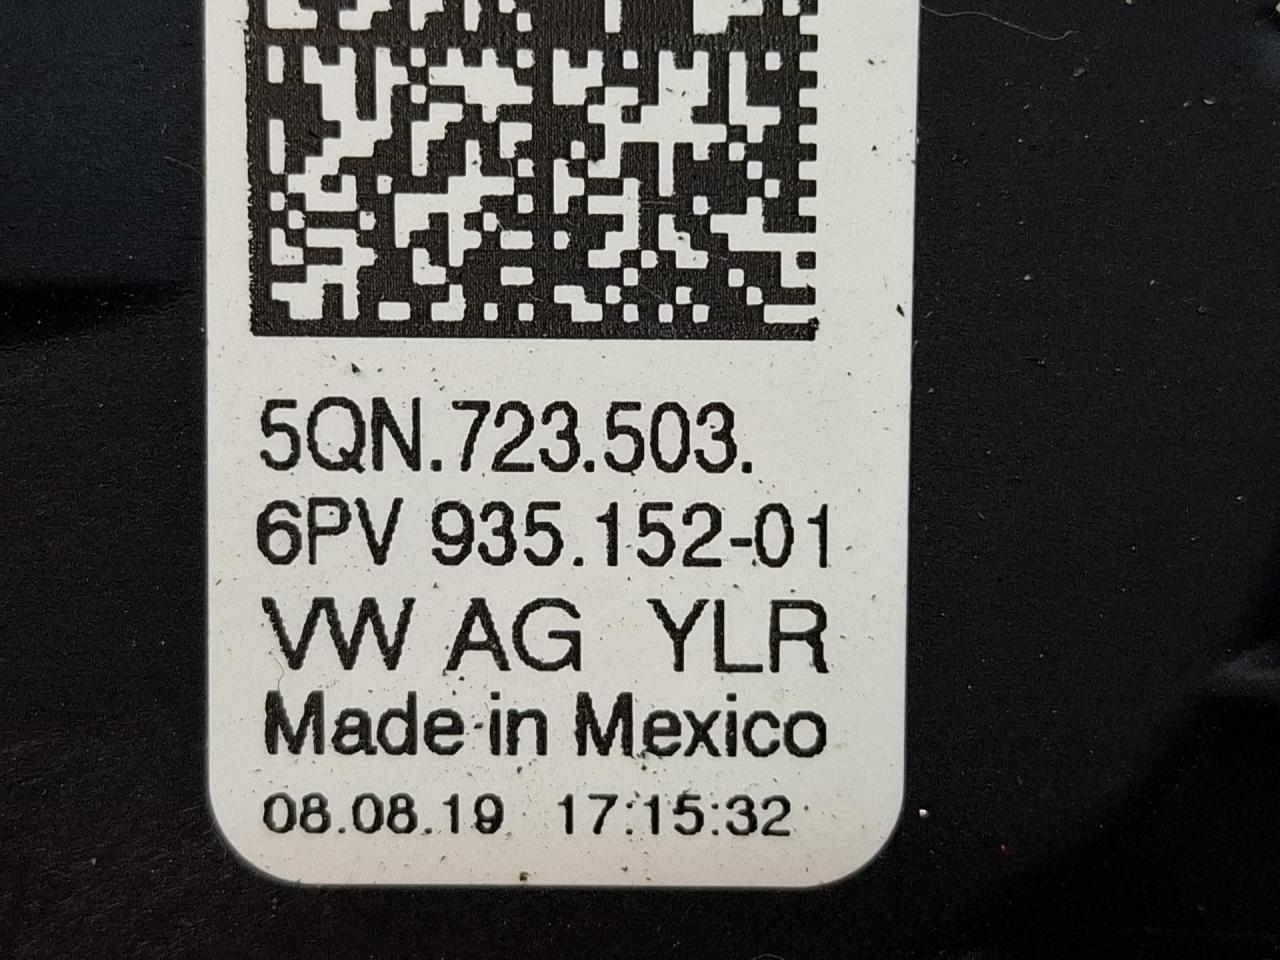 5QN.723.503.
6PV 935.152-01
VW AG YLR
Made in Mexico
08.08.19 17:15:32